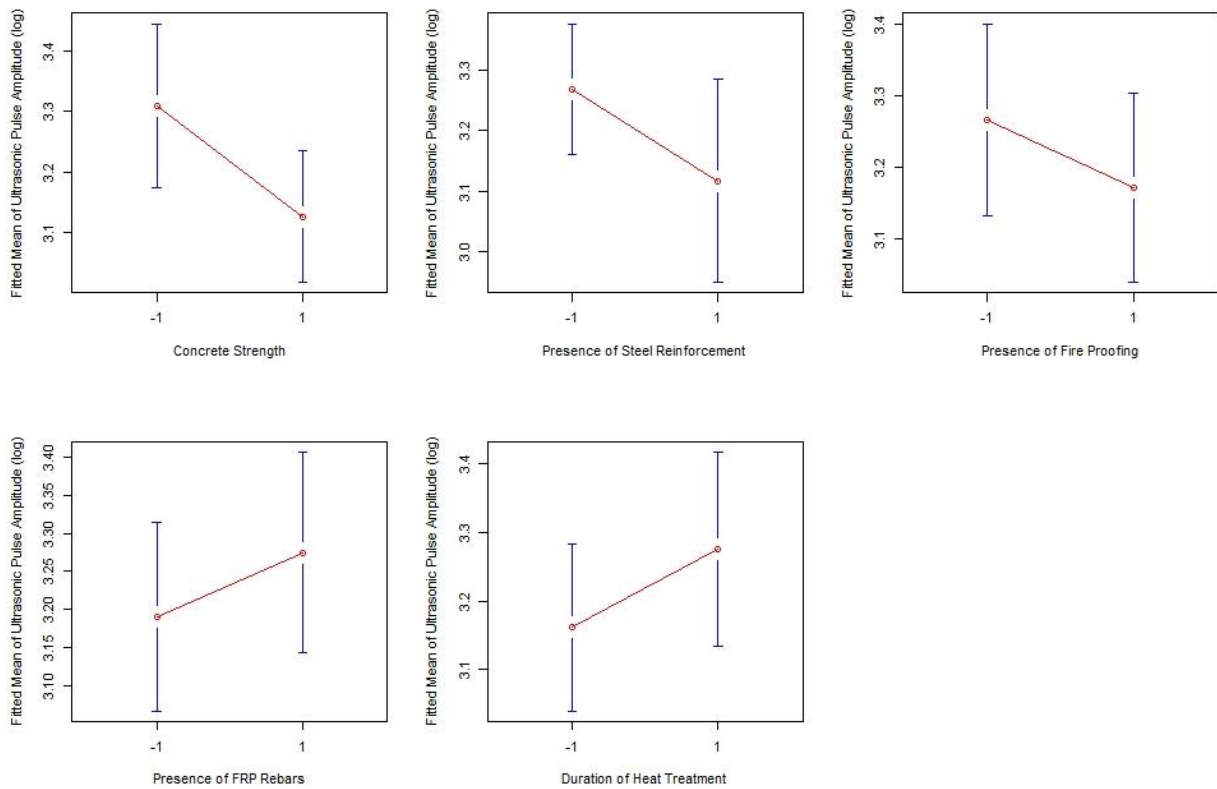 Fitted Mean of Ultrasonic Pulse Amplitude (log)
3.4
3.3
3.2
3.1
-1 1
Concrete Strength
Fitted Mean of Ultrasonic Pulse Amplitude (log)
3.3
3.2
3.1
3.0
-1 1
Presence of Steel Reinforcement
Fitted Mean of Ultrasonic Pulse Amplitude (log)
3.4
3.3
3.2
3.1
-1 1
Presence of Fire Proofing
Fitted Mean of Ultrasonic Pulse Amplitude (log)
3.40
3.35
3.30
3.25
3.20
3.15
3.10
-1 1
Presence of FRP Rebars
Fitted Mean of Ultrasonic Pulse Amplitude (log)
3.4
3.3
3.2
3.1
-1 1
Duration of Heat Treatment